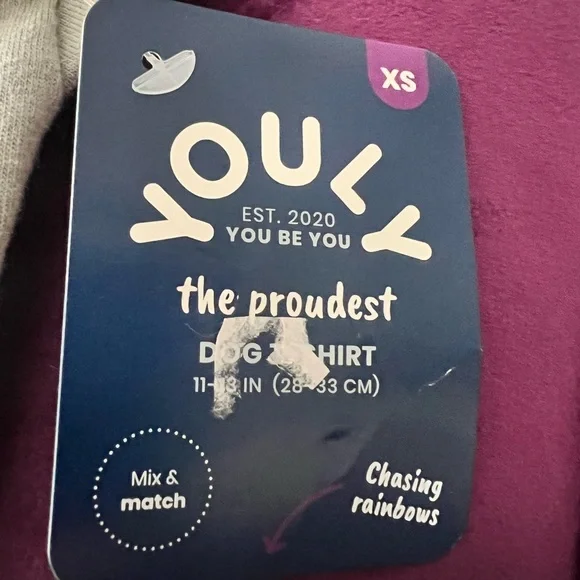 XS
YOULY
EST. 2020
YOU BE YOU
the proudest
DOG T-SHIRT
11-13 IN (28-33 CM)
Mix &
match
Chasing
rainbows